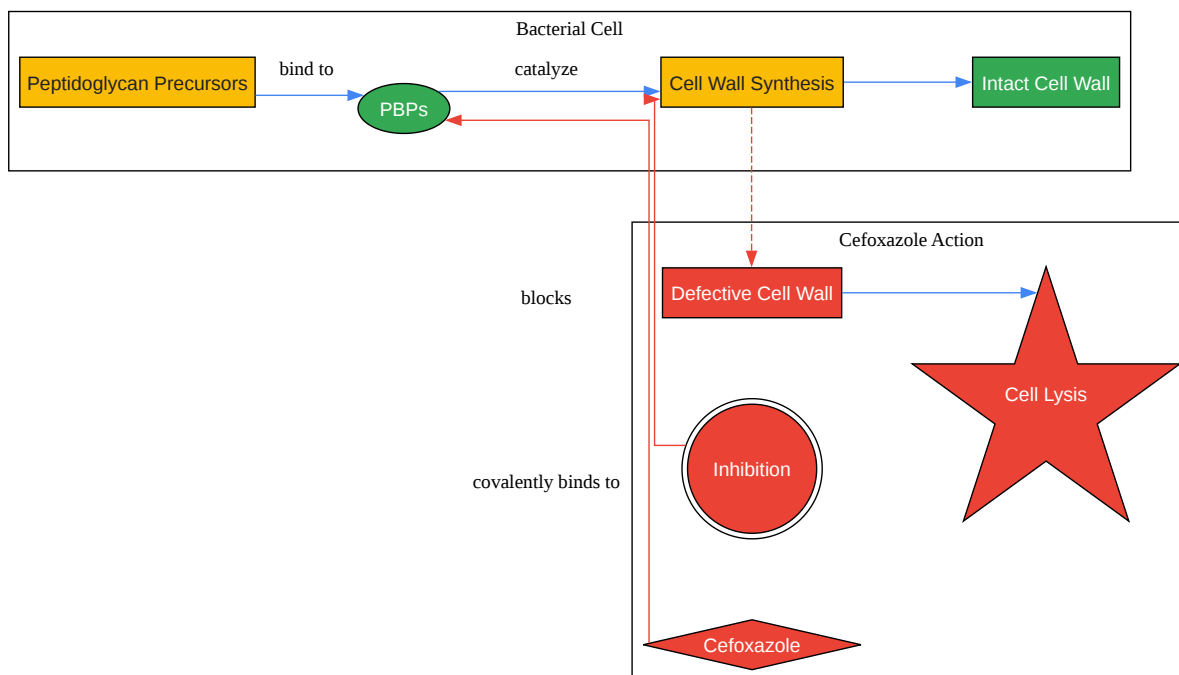 Bacterial Cell
Peptidoglycan Precursors
bind to
PBPs
catalyze
Cell Wall Synthesis
Intact Cell Wall
Cefoxazole Action
Defective Cell Wall
blocks
Cell Lysis
Inhibition
covalently binds to
Cefoxazole